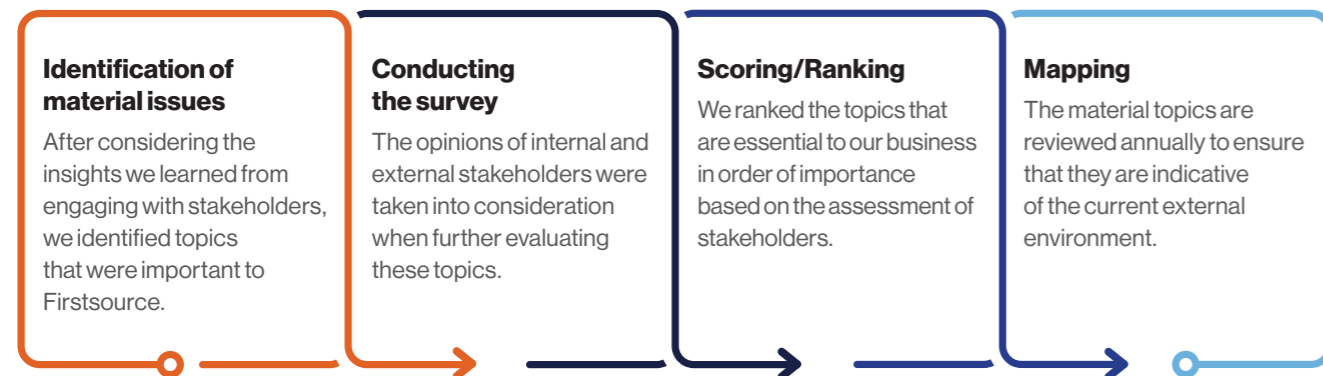 Identification of
material issues
After considering the
insights we learned from
engaging with stakeholders,
we identified topics
that were important to
Firstsource.
Conducting
the survey
The opinions of internal and
external stakeholders were
taken into consideration
when further evaluating
these topics.
Scoring/Ranking
We ranked the topics that
are essential to our business
in order of importance
based on the assessment of
stakeholders.
Mapping
The material topics are
reviewed annually to ensure
that they are indicative
of the current external
environment.